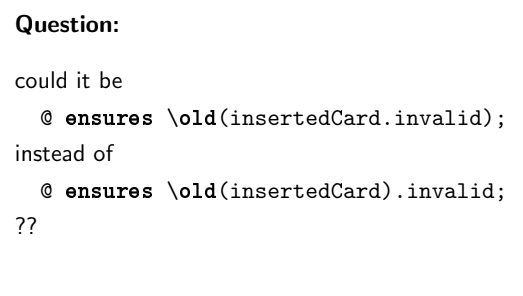 Question:
could it be
@ ensures \old(insertedCard.invalid);
instead of
@ ensures \old(insertedCard).invalid;
??